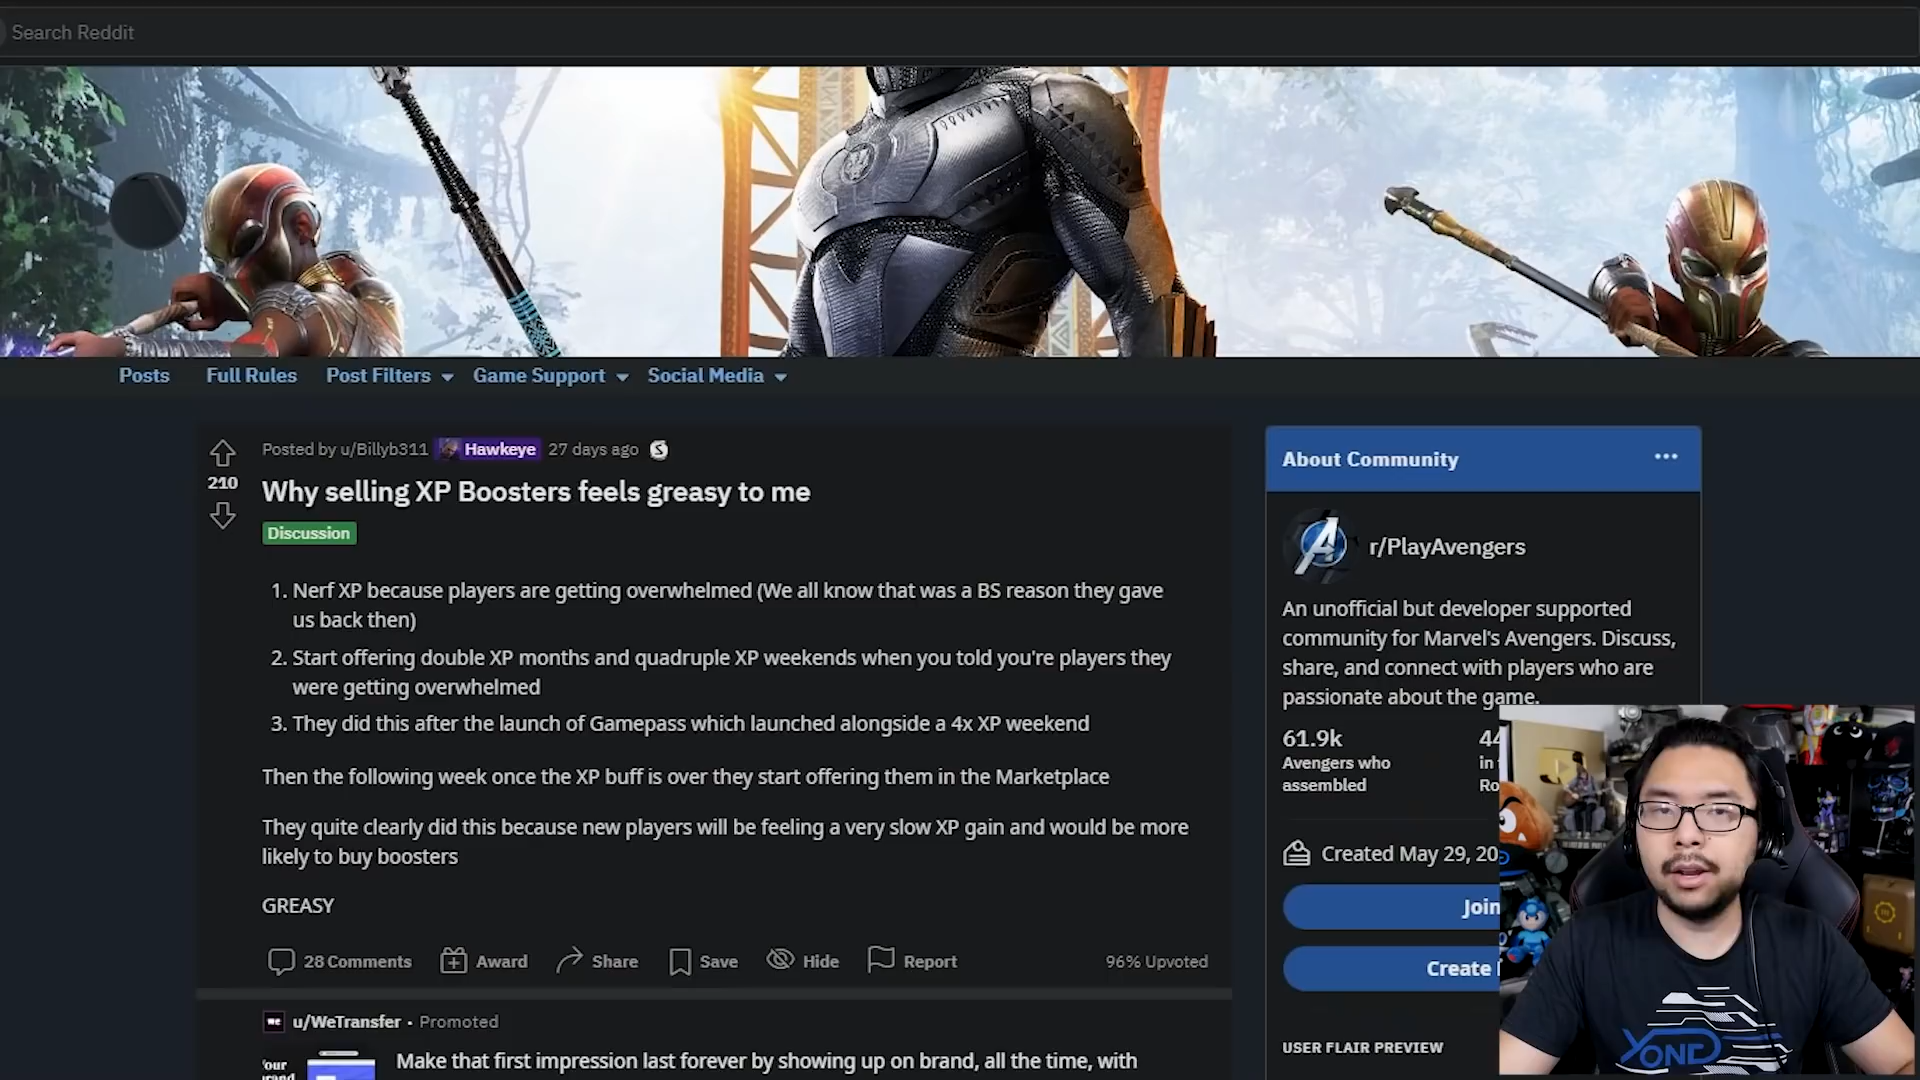 Search Reddit
Posts Full Rules Post Filters Game Support Social Media
Posted by u/Billyb311 Hawkeye 27 days ago
210
Why selling XP Boosters feels greasy to me
Discussion
1. Nerf XP because players are getting overwhelmed (We all know that was a BS reason they gave
us back then)
2. Start offering double XP months and quadruple XP weekends when you told you're players they
were getting overwhelmed
3. They did this after the launch of Gamepass which launched alongside a 4x XP weekend
Then the following week once the XP buff is over they start offering them in the Marketplace
They quite clearly did this because new players will be feeling a very slow XP gain and would be more
likely to buy boosters
GREASY
28 Comments Award Share Save Hide Report 96% Upvoted
u/WeTransfer · Promoted
Make that first impression last forever by showing up on brand, all the time, with
About Community
r/PlayAvengers
An unofficial but developer supported
community for Marvel's Avengers. Discuss,
share, and connect with players who are
passionate about the game.
61.9k
Avengers who
assembled
Created May 29, 20
Join
Create
USER FLAIR PREVIEW
YOND